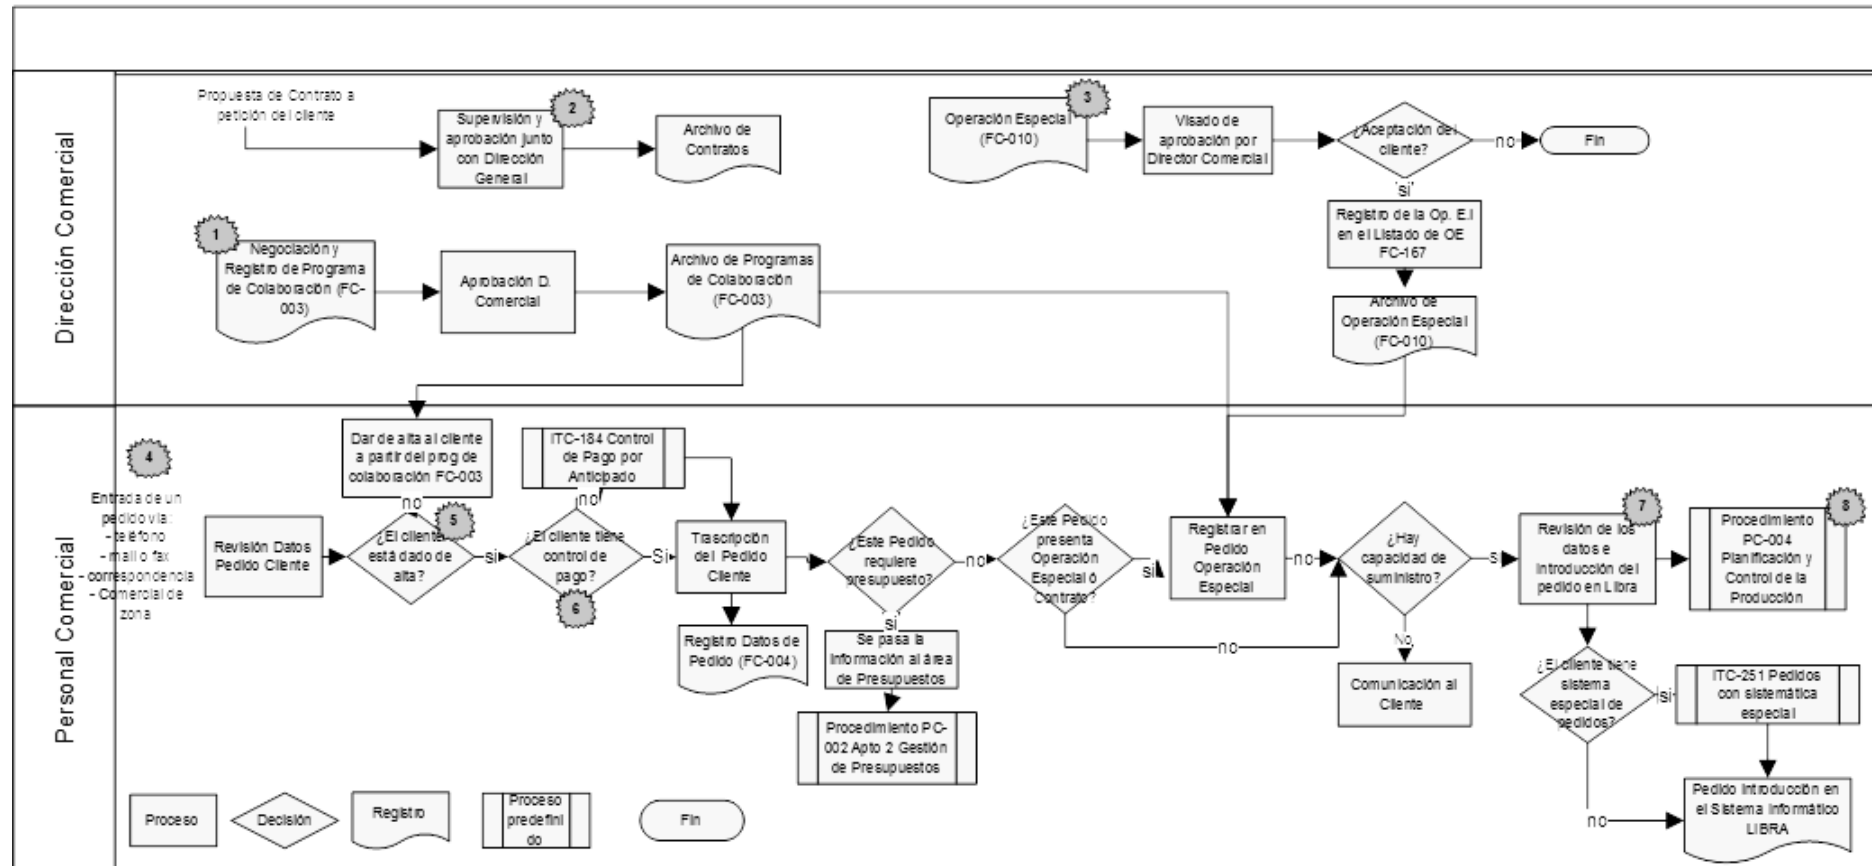 Dirección Comercial
Propuesta de Contrato a
petición del cliente
2
Supervisión y
aprobación junto
con Dirección
General
Archivo de
Contratos
3
Operación Especial
(FC-010)
Visado de
aprobación por
Director Comercial
¿Aceptación del
cliente?
no
Fin
si
Registro de la Op. E.I
en el Listado de OE
FC-167
Archivo de
Operación Especial
(FC-010)
1
Negociación y
Registro de Programa
de Colaboración (FC-
003)
Aprobación D.
Comercial
Archivo de Programas
de Colaboración
(FC-003)
Personal Comercial
4
Entrada de un
pedido via:
- teléfono
- mail o fax
- correspondencia
- Comercial de
zona
Revisión Datos
Pedido Cliente
Dar de alta al cliente
a partir del prog de
colaboración FC-003
no
5
¿El cliente
está dado de
alta?
si
ITC-184 Control
de Pago por
Anticipado
no
¿El cliente tiene
control de
pago?
6
Si
Trascripción
del Pedido
Cliente
Registro Datos de
Pedido (FC-004)
¿Este Pedido
requiere
presupuesto?
no
si
Se pasa la
información al área
de Presupuestos
Procedimiento PC-
002 Apto 2 Gestión
de Presupuestos
¿Este Pedido
presenta
Operación
Especial ó
Contrato?
si
no
Registrar en
Pedido
Operación
Especial
no
¿Hay
capacidad de
suministro?
s
No
Comunicación al
Cliente
7
Revisión de los
datos e
Introducción del
pedido en Libra
8
Procedimiento
PC-004
Planificación y
Control de la
Producción
¿El cliente tiene
sistema
especial de
pedidos?
si
no
ITC-251 Pedidos
con sistemática
especial
Pedido Introducción en
el Sistema Informático
LIBRA
Proceso
Decisión
Registro
Proceso
predefini
do
Fin